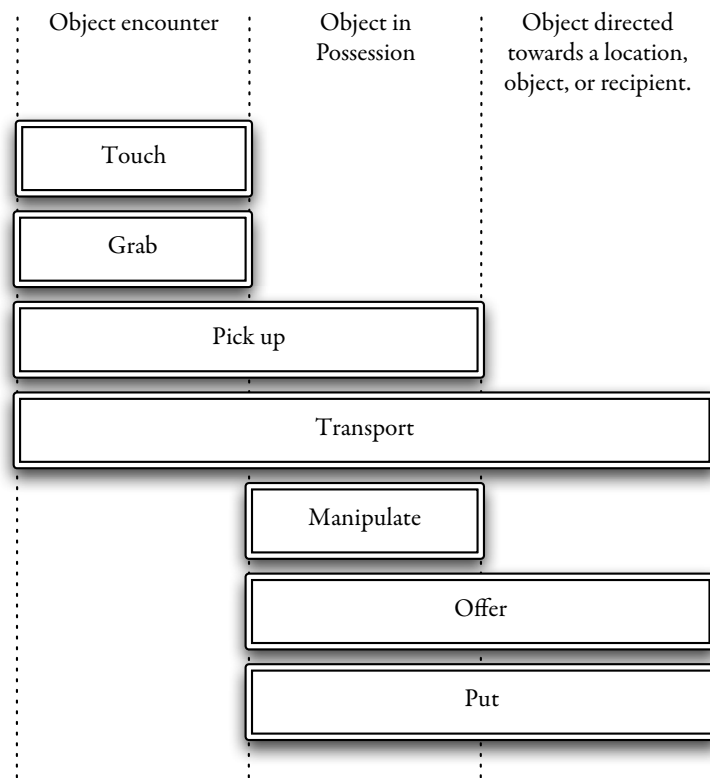 Object encounter
Object in
Possession
Object directed
towards a location,
object, or recipient.
Touch
Grab
Pick up
Transport
Manipulate
Offer
Put